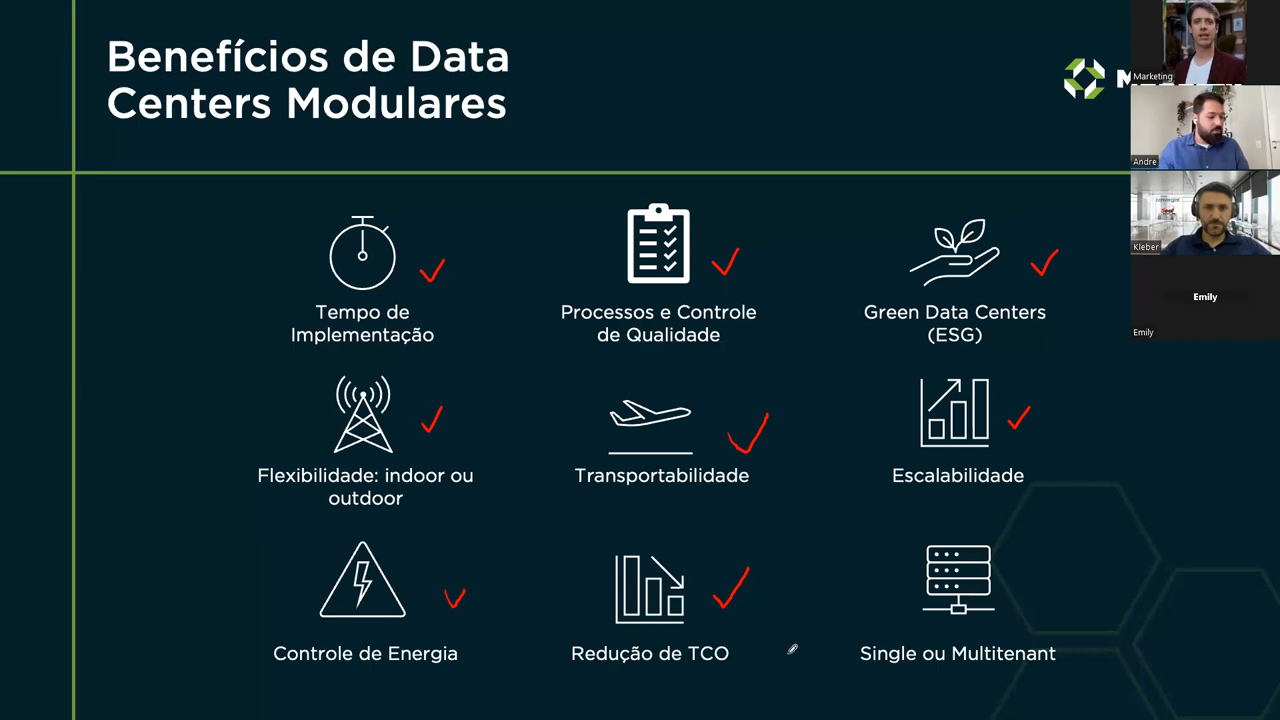 Benefícios de Data
Centers Modulares
Marketing
Andre
Kleber
Emily
Emily
Tempo de
Implementação
Processos e Controle
de Qualidade
Green Data Centers
(ESG)
Flexibilidade: indoor ou
outdoor
Transportabilidade
Escalabilidade
Controle de Energia
Redução de TCO
Single ou Multitenant